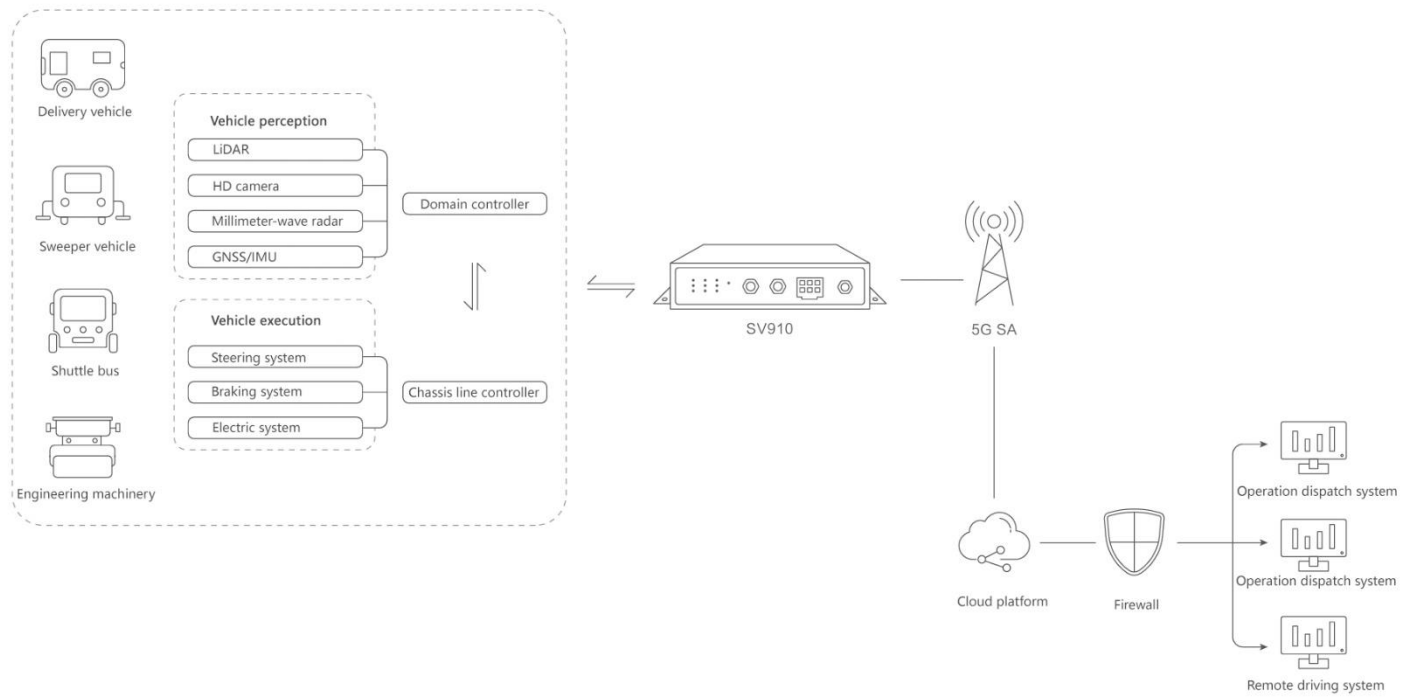 Delivery vehicle
Sweeper vehicle
Shuttle bus
Engineering machinery
Vehicle perception
LiDAR
HD camera
Millimeter-wave radar
GNSS/IMU
Domain controller
Vehicle execution
Steering system
Braking system
Electric system
Chassis line controller
SV910
5G SA
Cloud platform
Firewall
Operation dispatch system
Operation dispatch system
Remote driving system